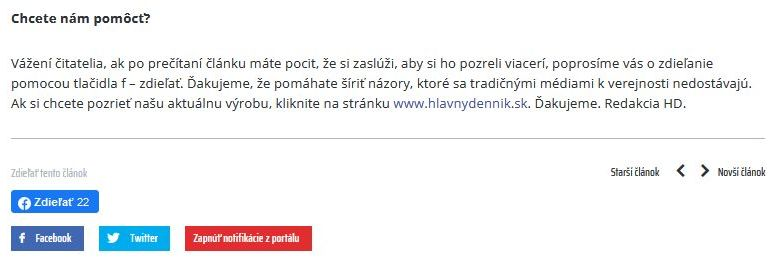 Chcete nám pomôcť?
Vážení čitatelia, ak po prečítaní článku máte pocit, že si zaslúži, aby si ho pozreli viacerí, poprosíme vás o zdieľanie
pomocou tlačidla f – zdieľať. Ďakujeme, že pomáhate šíriť názory, ktoré sa tradičnými médiami k verejnosti nedostávajú.
Ak si chcete pozrieť našu aktuálnu výrobu, kliknite na stránku www.hlavnydennik.sk. Ďakujeme. Redakcia HD.
Zdieľať tento článok
Starší článok Novší článok
Zdieľať 22
Facebook Twitter Zapnúť notifikácie z portálu